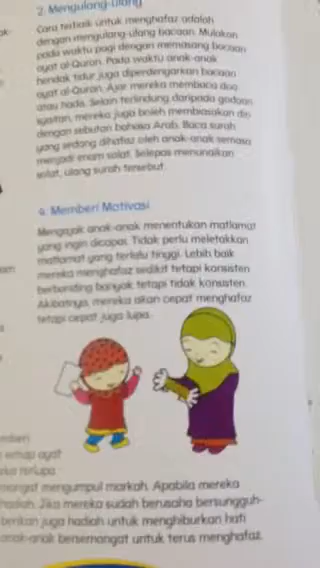 2. Mengulang-ulang
Cara terbaik untuk menghafaz adalah
dengan mengulang-ulang bacaan. Mulakan
pada waktu pagi dengan memasang bacaan
ayat al-Quran. Pada waktu anak-anak
hendak tidur juga diperdengarkan bacaan
ayat al-Quran. Ajar mereka membaca doa
atau hadis. Selain terlindung daripada godaan
syaitan, mereka juga boleh membiasakan diri
dengan sebutan bahasa Arab. Baca surah
yang sedang dihafaz oleh anak-anak semasa
menjadi imam solat. Selepas menunaikan
solat, ulang surah tersebut.
4. Memberi Motivasi
Mengajak anak-anak menentukan matlamat
yang ingin dicapai. Tidak perlu meletakkan
matlamat yang terlalu tinggi. Lebih baik
mereka menghafaz sedikit tetapi konsisten
berbanding banyak tetapi tidak konsisten.
Akibatnya, mereka akan cepat menghafaz
tetapi cepat juga lupa.
mberi
setiap ayat
terlupa
mengumpul markah. Apabila mereka
hadiah. Jika mereka sudah berusaha bersungguh-
berikan juga hadiah untuk menghiburkan hati
anak-anak bersemangat untuk terus menghafaz.